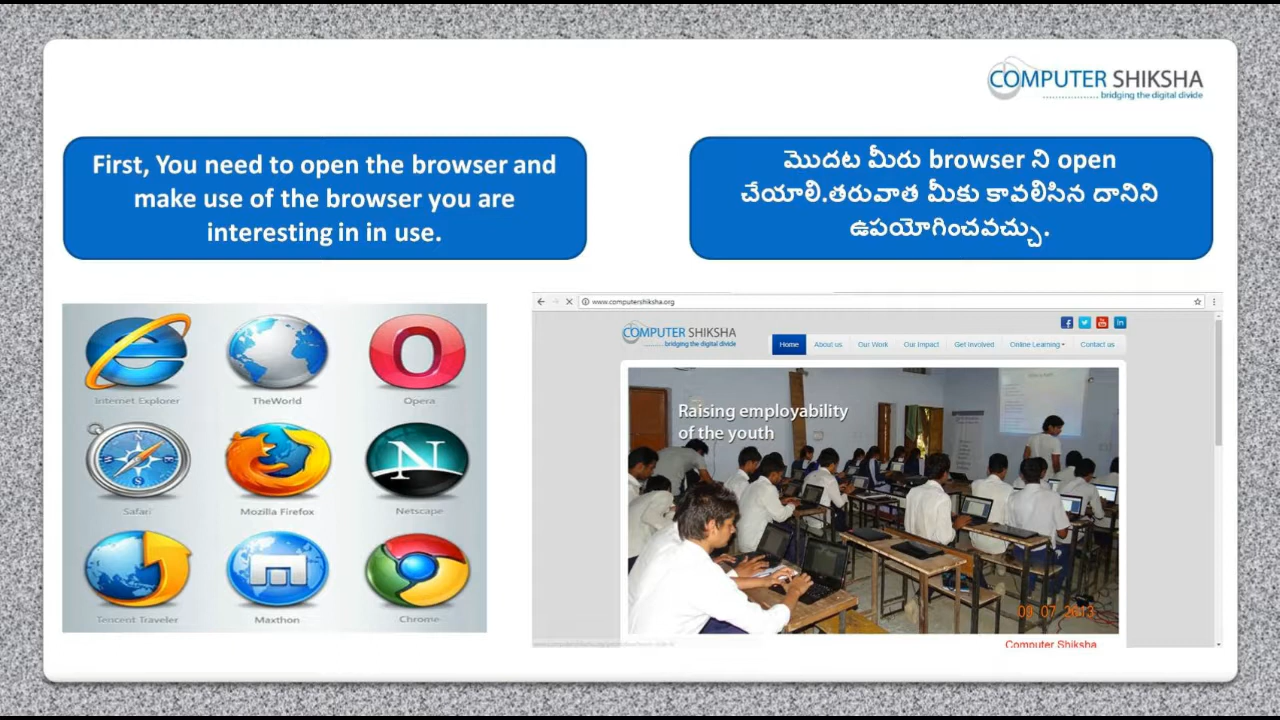 COMPUTER SHIKSHA
bridging the digital divide
First, You need to open the browser and
make use of the browser you are
interesting in in use.
మొదట మీరు browser ని open
చేయాలి.తరువాత మీకు కావలిసిన దానిని
ఉపయోగించవచ్చు.
Internet Explorer
TheWorld
Opera
Safari
Mozilla Firefox
Netscape
Tencent Traveler
Maxthon
Chrome
www.computershiksha.org
COMPUTER SHIKSHA
bridging the digital divide
Home About us Our Work Our Impact Get Involved Online Learning Contact us
Raising employability
of the youth
09 07 2013
Computer Shiksha